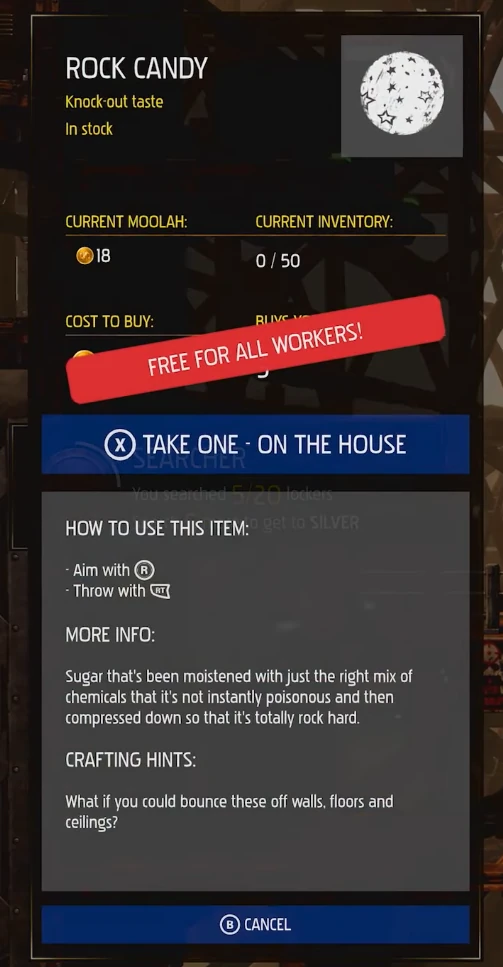 ROCK CANDY
Knock-out taste
In stock
CURRENT MOOLAH:
CURRENT INVENTORY:
18
0 / 50
COST TO BUY:
FREE FOR ALL WORKERS!
X TAKE ONE - ON THE HOUSE
SEARCHER
You searched 5/20 lockers
to get to SILVER
HOW TO USE THIS ITEM:
- Aim with R
- Throw with RT
MORE INFO:
Sugar that's been moistened with just the right mix of
chemicals that it's not instantly poisonous and then
compressed down so that it's totally rock hard.
CRAFTING HINTS:
What if you could bounce these off walls, floors and
ceilings?
B CANCEL